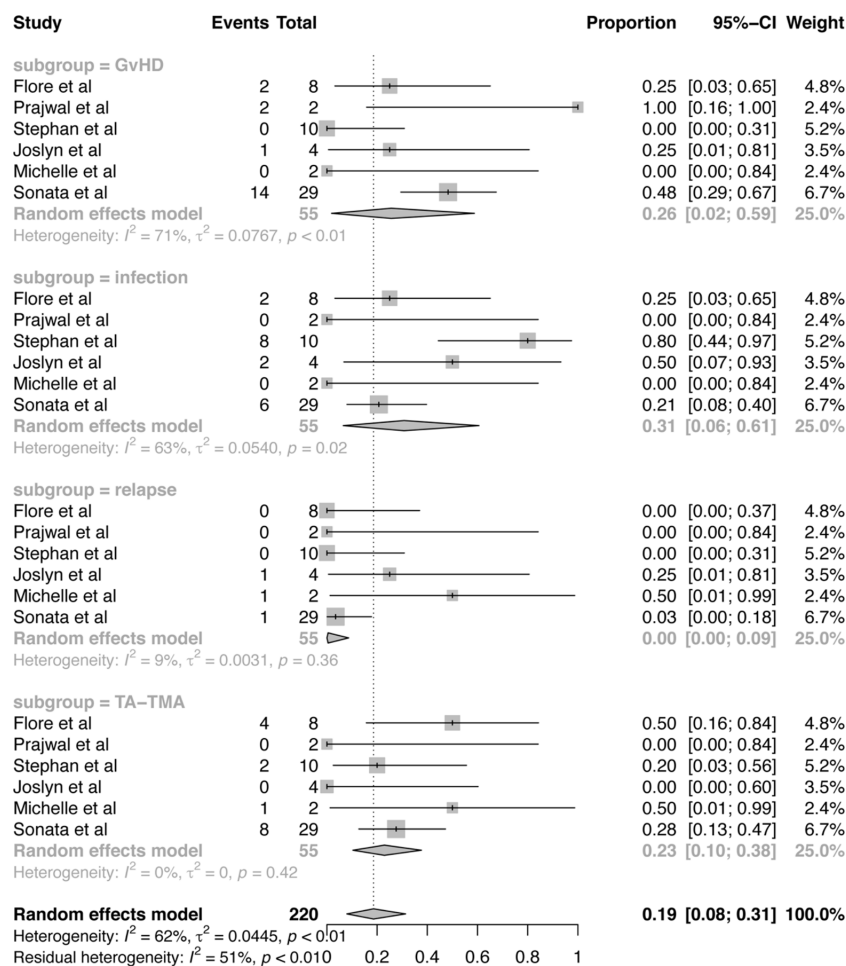 Study Events Total Proportion 95%−CI Weight
subgroup = GvHD
Flore et al 2 8 0.25 [0.03; 0.65] 4.8%
Prajwal et al 2 2 1.00 [0.16; 1.00] 2.4%
Stephan et al 0 10 0.00 [0.00; 0.31] 5.2%
Joslyn et al 1 4 0.25 [0.01; 0.81] 3.5%
Michelle et al 0 2 0.00 [0.00; 0.84] 2.4%
Sonata et al 14 29 0.48 [0.29; 0.67] 6.7%
Random effects model 55 0.26 [0.02; 0.59] 25.0%
Heterogeneity: I² = 71%, τ² = 0.0767, p < 0.01
subgroup = infection
Flore et al 2 8 0.25 [0.03; 0.65] 4.8%
Prajwal et al 0 2 0.00 [0.00; 0.84] 2.4%
Stephan et al 8 10 0.80 [0.44; 0.97] 5.2%
Joslyn et al 2 4 0.50 [0.07; 0.93] 3.5%
Michelle et al 0 2 0.00 [0.00; 0.84] 2.4%
Sonata et al 6 29 0.21 [0.08; 0.40] 6.7%
Random effects model 55 0.31 [0.06; 0.61] 25.0%
Heterogeneity: I² = 63%, τ² = 0.0540, p = 0.02
subgroup = relapse
Flore et al 0 8 0.00 [0.00; 0.37] 4.8%
Prajwal et al 0 2 0.00 [0.00; 0.84] 2.4%
Stephan et al 0 10 0.00 [0.00; 0.31] 5.2%
Joslyn et al 1 4 0.25 [0.01; 0.81] 3.5%
Michelle et al 1 2 0.50 [0.01; 0.99] 2.4%
Sonata et al 1 29 0.03 [0.00; 0.18] 6.7%
Random effects model 55 0.00 [0.00; 0.09] 25.0%
Heterogeneity: I² = 9%, τ² = 0.0031, p = 0.36
subgroup = TA−TMA
Flore et al 4 8 0.50 [0.16; 0.84] 4.8%
Prajwal et al 0 2 0.00 [0.00; 0.84] 2.4%
Stephan et al 2 10 0.20 [0.03; 0.56] 5.2%
Joslyn et al 0 4 0.00 [0.00; 0.60] 3.5%
Michelle et al 1 2 0.50 [0.01; 0.99] 2.4%
Sonata et al 8 29 0.28 [0.13; 0.47] 6.7%
Random effects model 55 0.23 [0.10; 0.38] 25.0%
Heterogeneity: I² = 0%, τ² = 0, p = 0.42
Random effects model 220 0.19 [0.08; 0.31] 100.0%
Heterogeneity: I² = 62%, τ² = 0.0445, p < 0.01
Residual heterogeneity: I² = 51%, p < 0.01 0 0.2 0.4 0.6 0.8 1